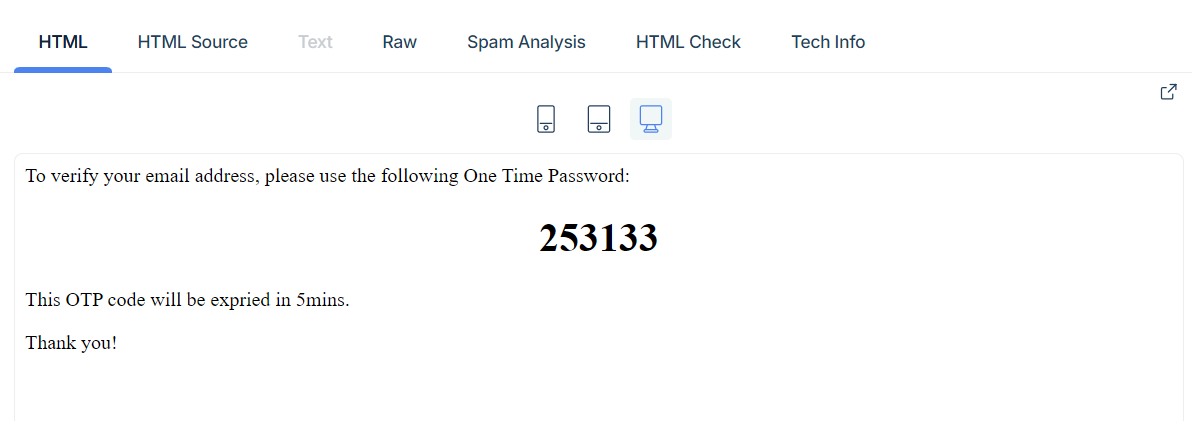 HTML HTML Source Text Raw Spam Analysis HTML Check Tech Info
To verify your email address, please use the following One Time Password:
253133
This OTP code will be expried in 5mins.
Thank you!